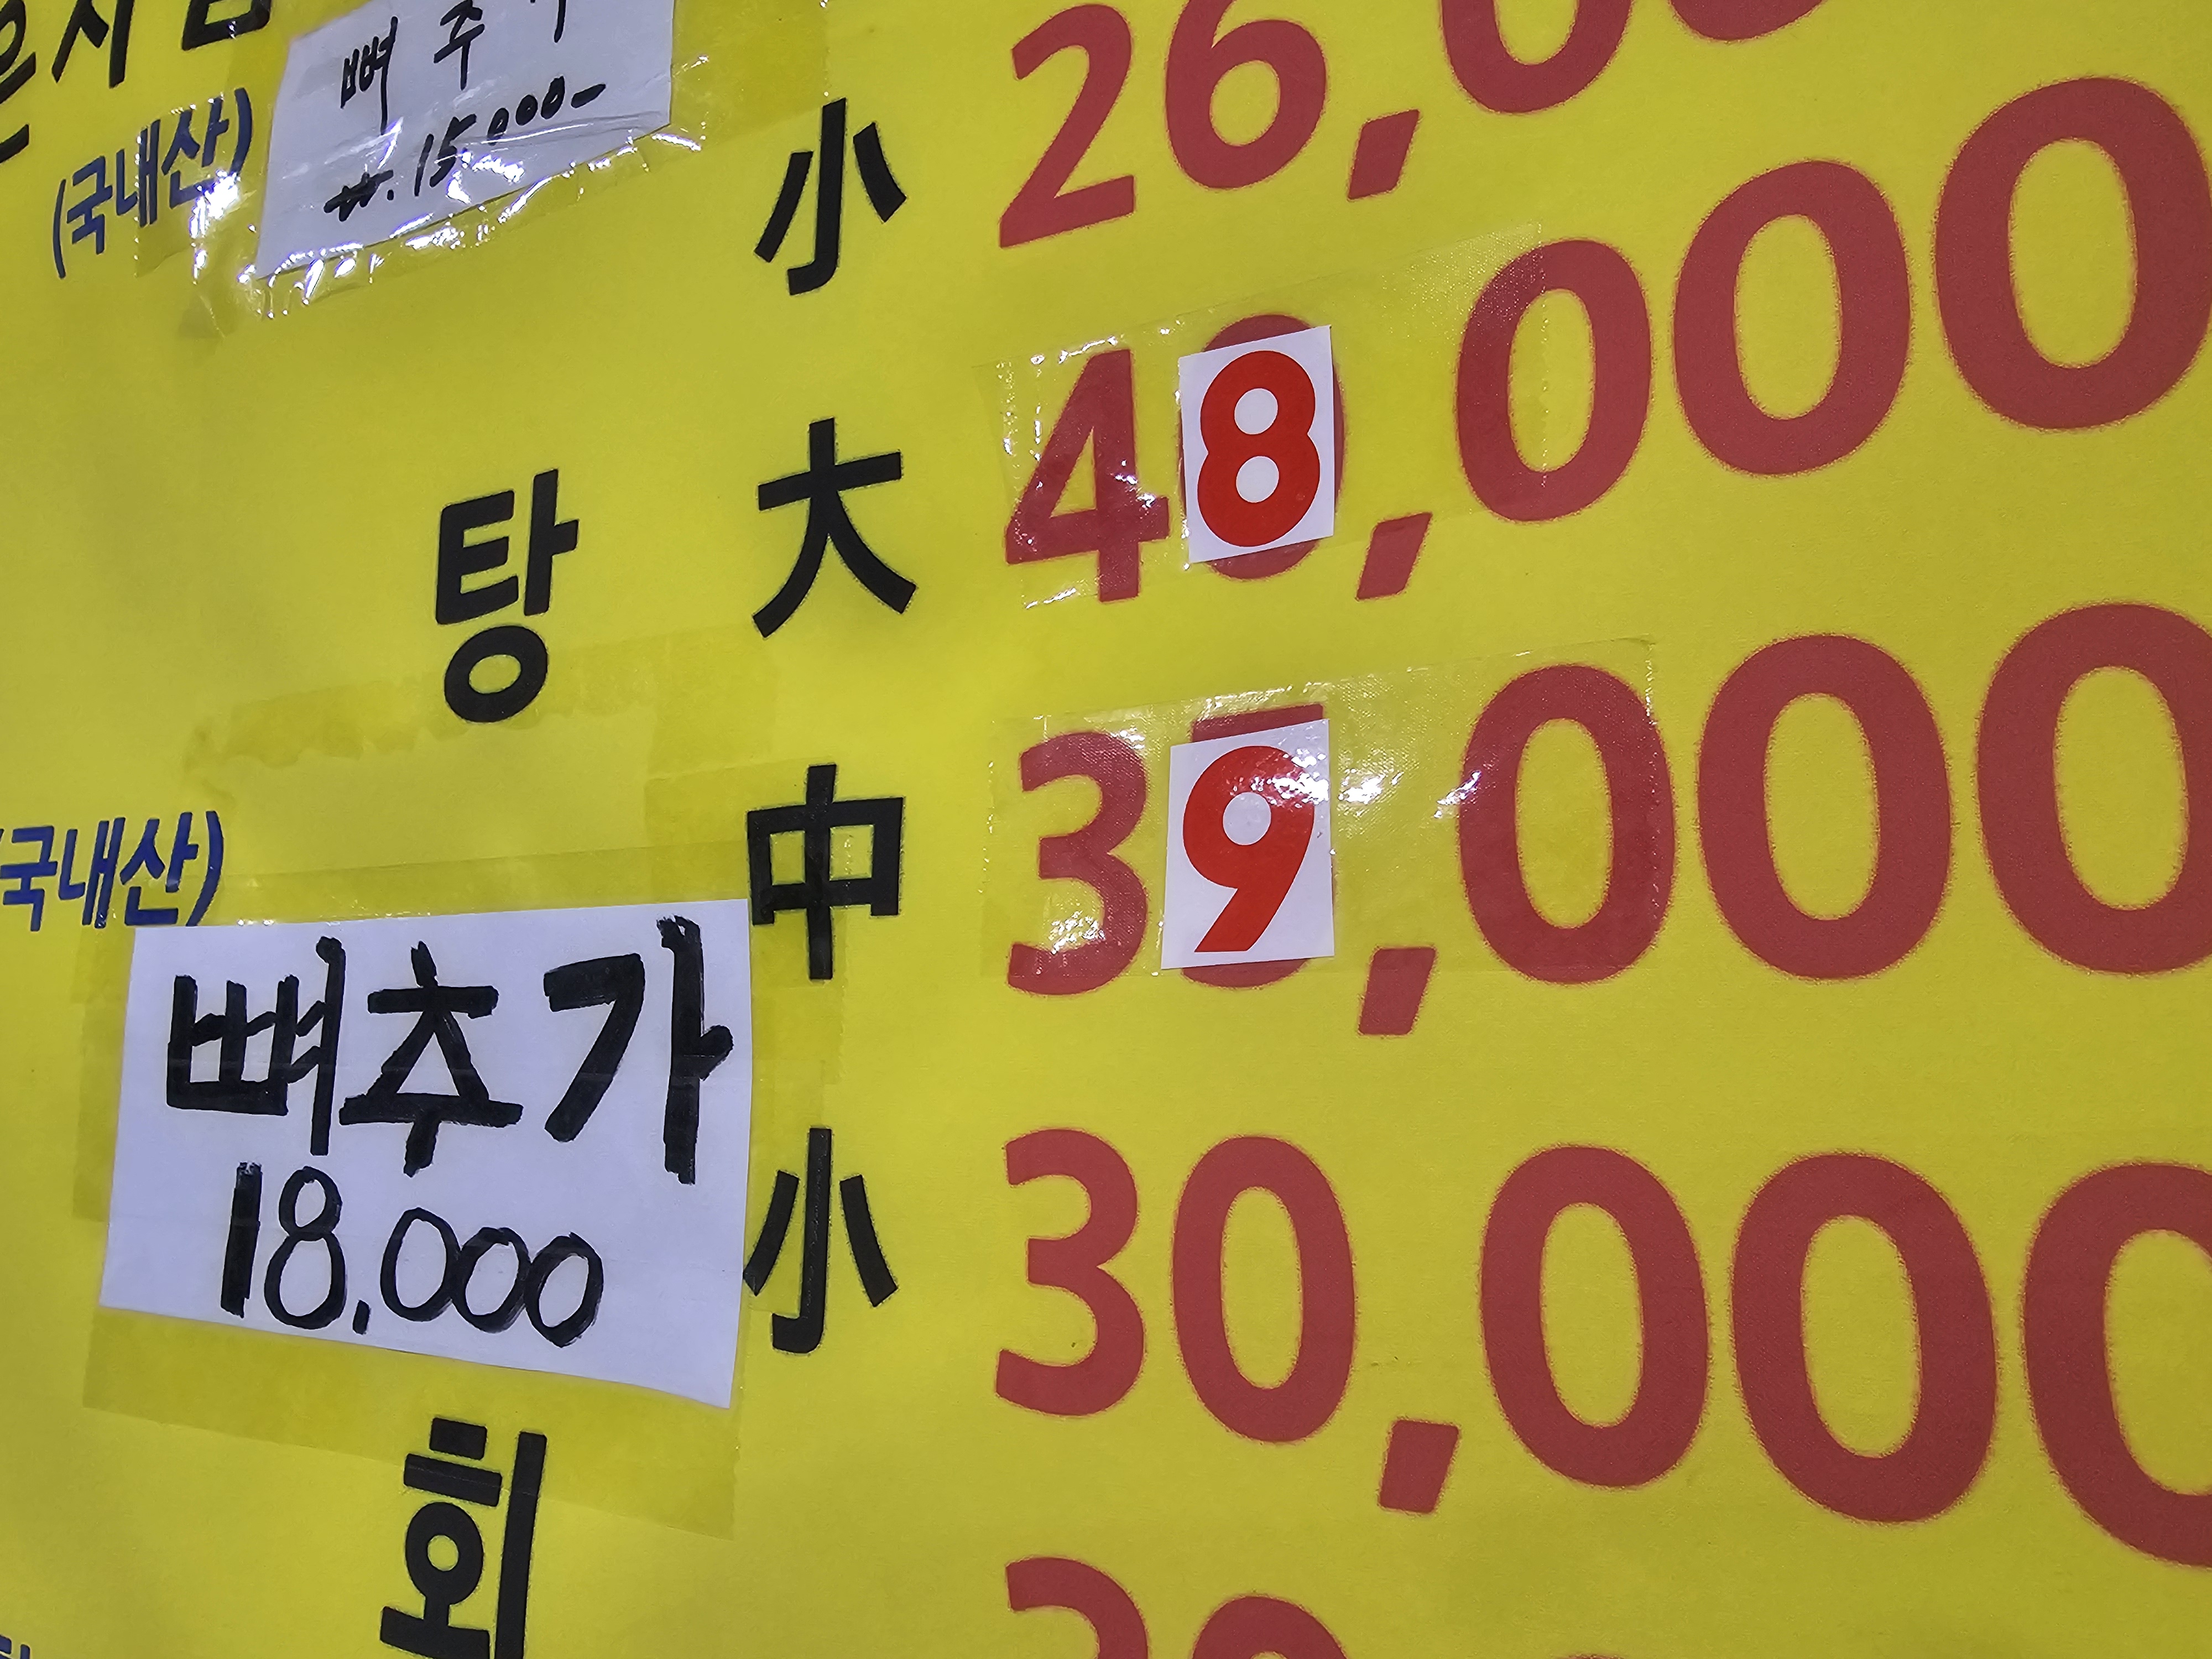 뼈 추
(국내산) ₩.15,000-
小 26,0
탕 大 48,000
中 39,000
(국내산)
뼈추가
18,000
小 30,000
회